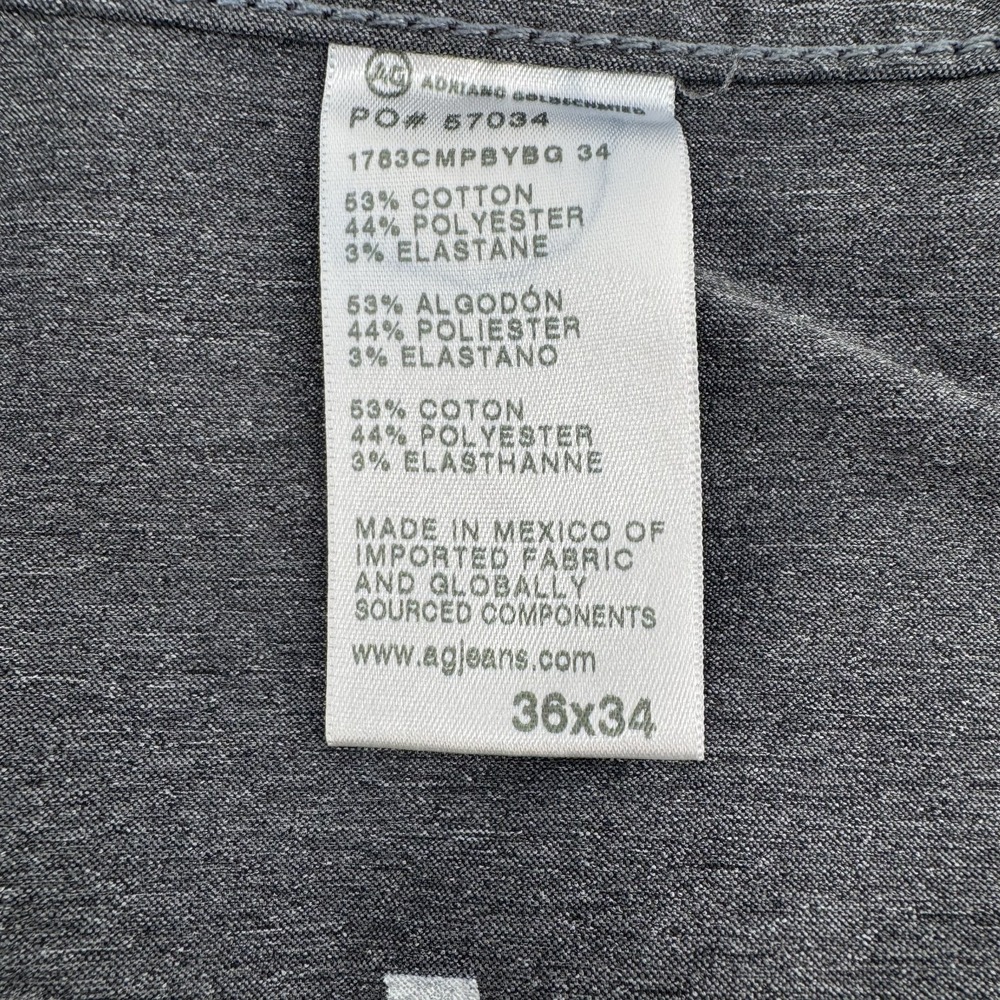 AG ADRIANO GOLDSCHMIED
PO# 57034
1783CMPBYBG 34
53% COTTON
44% POLYESTER
3% ELASTANE
53% ALGODÓN
44% POLIESTER
3% ELASTANO
53% COTON
44% POLYESTER
3% ELASTHANNE
MADE IN MEXICO OF
IMPORTED FABRIC
AND GLOBALLY
SOURCED COMPONENTS
www.agjeans.com
36x34